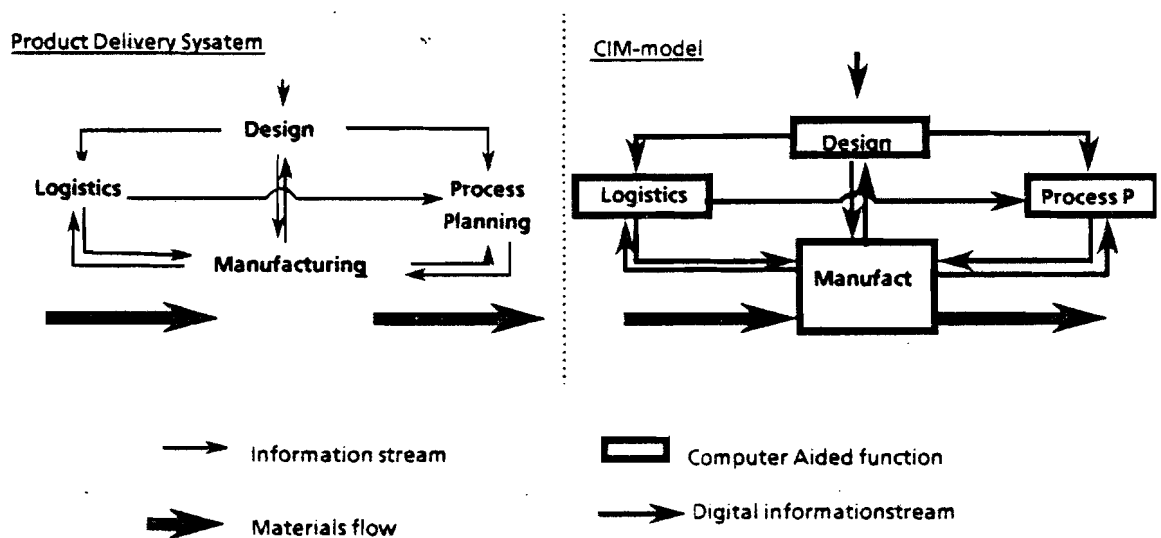 Product Delivery Sysatem
Design
Logistics
Process
Planning
Manufacturing
CIM-model
Design
Logistics
Process P
Manufact
Information stream
Materials flow
Computer Aided function
Digital informationstream